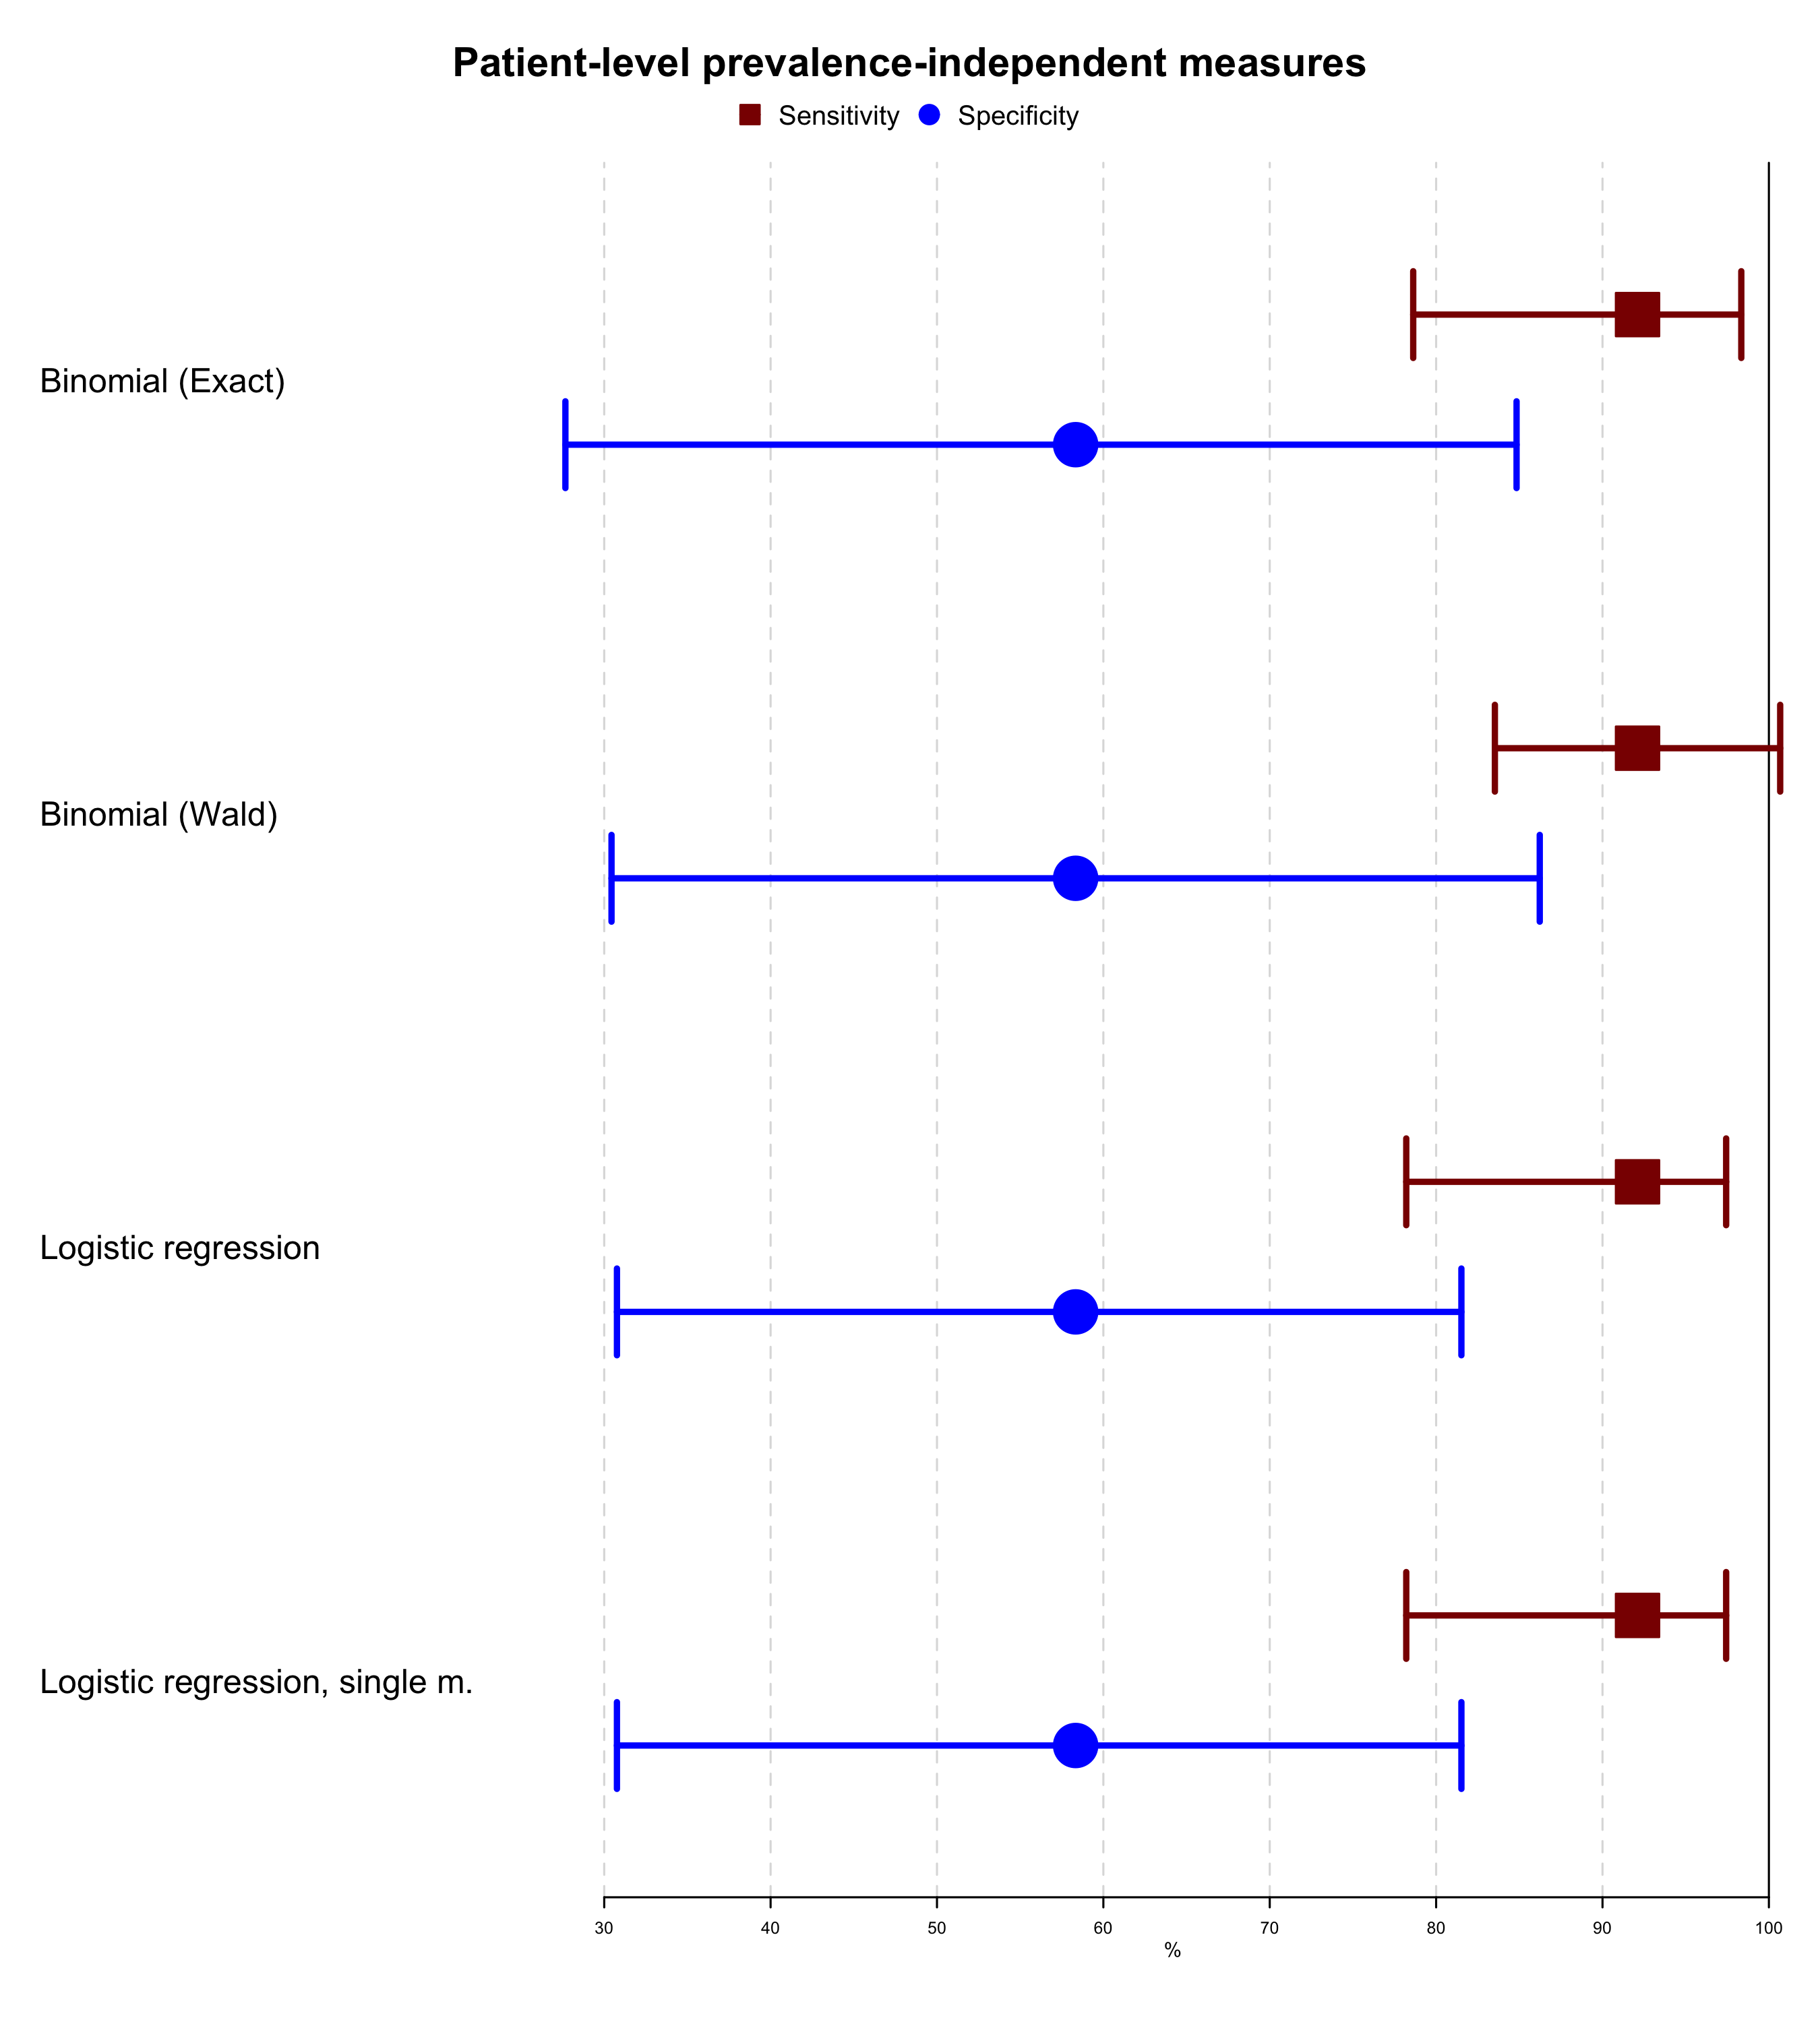 Patient-level prevalence-independent measures
Sensitivity Specificity
Binomial (Exact)
Binomial (Wald)
Logistic regression
Logistic regression, single m.
30 40 50 60 70 80 90 100
%